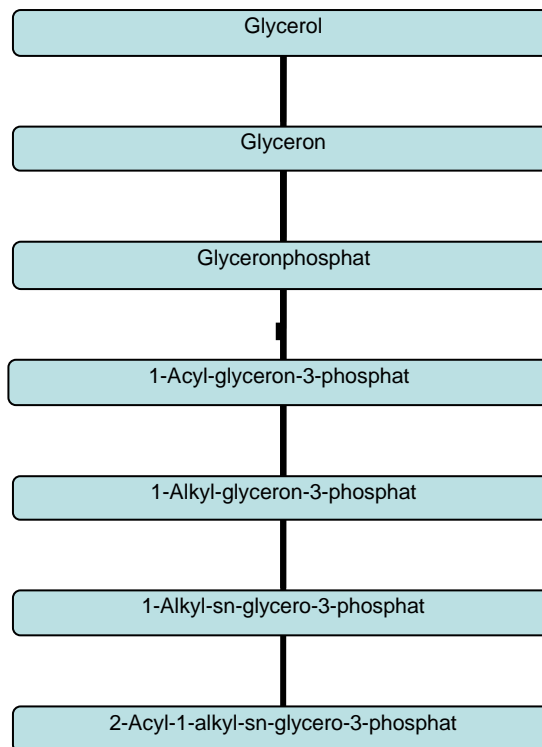 Glycerol
Glyceron
Glyceronphosphat
1-Acyl-glyceron-3-phosphat
1-Alkyl-glyceron-3-phosphat
1-Alkyl-sn-glycero-3-phosphat
2-Acyl-1-alkyl-sn-glycero-3-phosphat